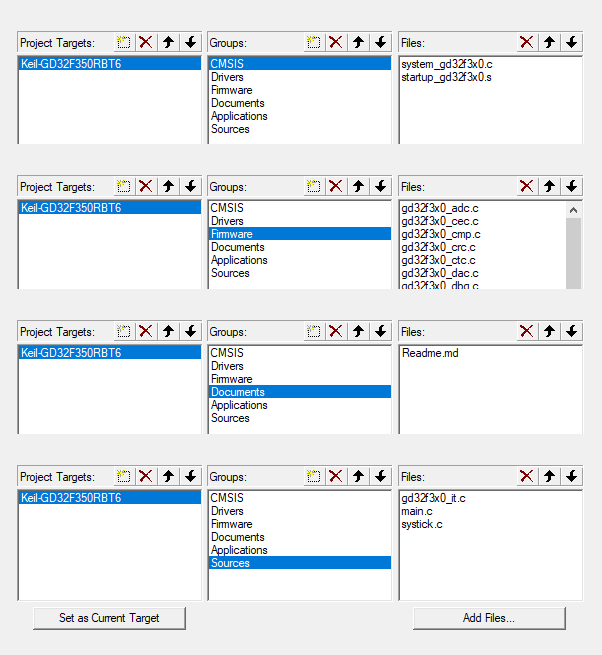 Project Targets:
Groups:
Files:
Keil-GD32F350RBT6
CMSIS
Drivers
Firmware
Documents
Applications
Sources
system_gd32f3x0.c
startup_gd32f3x0.s
Project Targets:
Groups:
Files:
Keil-GD32F350RBT6
CMSIS
Drivers
Firmware
Documents
Applications
Sources
gd32f3x0_adc.c
gd32f3x0_cec.c
gd32f3x0_cmp.c
gd32f3x0_crc.c
gd32f3x0_ctc.c
gd32f3x0_dac.c
gd32f3x0_dbg.c
Project Targets:
Groups:
Files:
Keil-GD32F350RBT6
CMSIS
Drivers
Firmware
Documents
Applications
Sources
Readme.md
Project Targets:
Groups:
Files:
Keil-GD32F350RBT6
CMSIS
Drivers
Firmware
Documents
Applications
Sources
gd32f3x0_it.c
main.c
systick.c
Set as Current Target
Add Files...